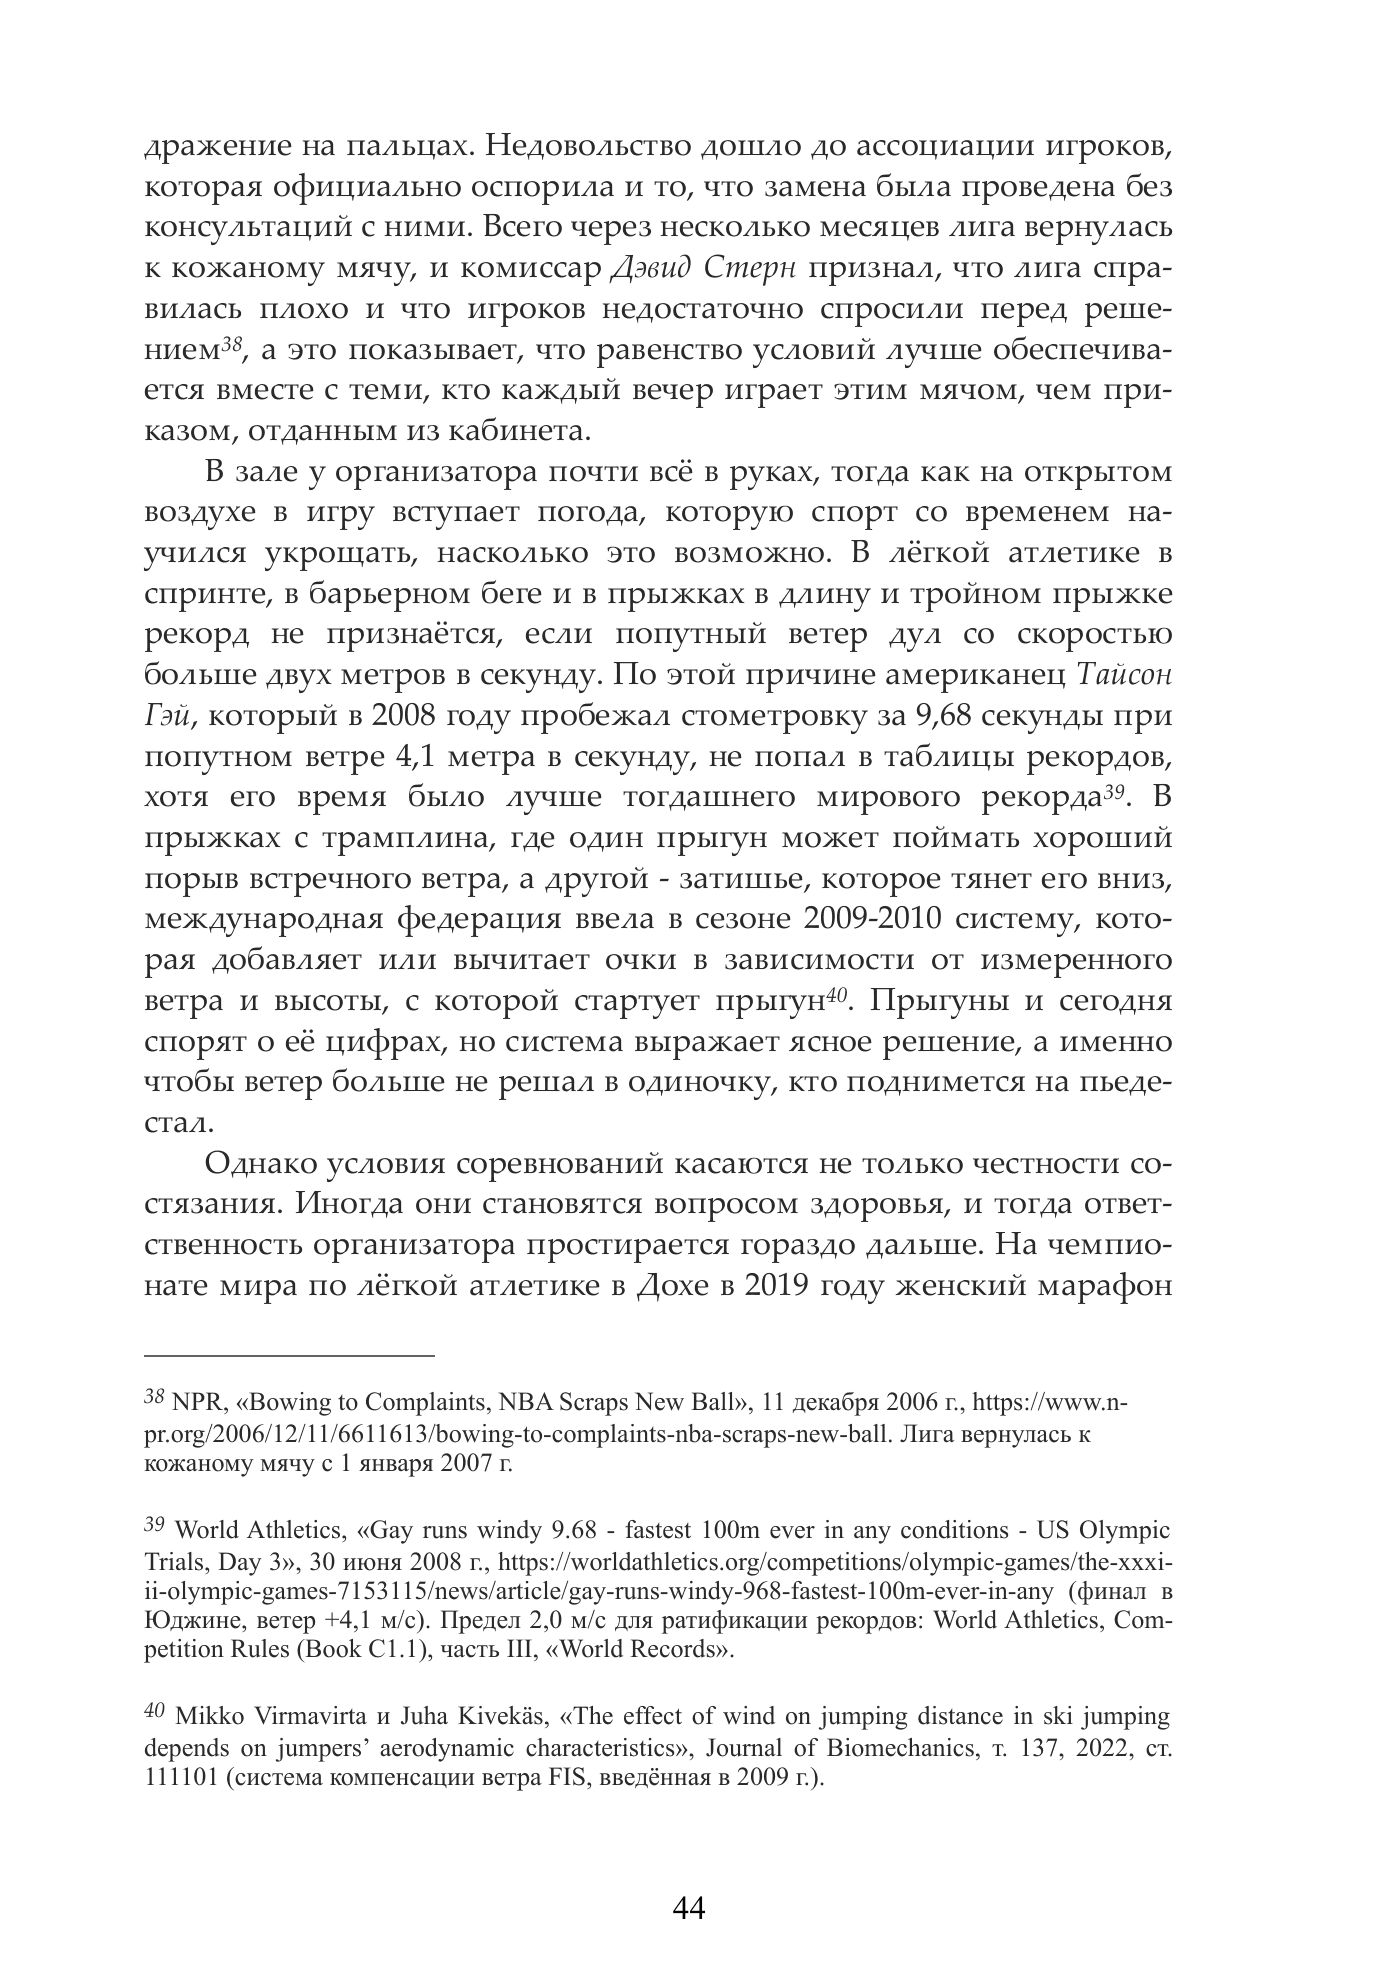 дражение на пальцах. Недовольство дошло до ассоциации игроков,
которая официально оспорила и то, что замена была проведена без
консультаций с ними. Всего через несколько месяцев лига вернулась
к кожаному мячу, и комиссар Дэвид Стерн признал, что лига спра-
вилась плохо и что игроков недостаточно спросили перед реше-
нием38, а это показывает, что равенство условий лучше обеспечива-
ется вместе с теми, кто каждый вечер играет этим мячом, чем при-
казом, отданным из кабинета.
В зале у организатора почти всё в руках, тогда как на открытом
воздухе в игру вступает погода, которую спорт со временем на-
учился укрощать, насколько это возможно. В лёгкой атлетике в
спринте, в барьерном беге и в прыжках в длину и тройном прыжке
рекорд не признаётся, если попутный ветер дул со скоростью
больше двух метров в секунду. По этой причине американец Тайсон
Гэй, который в 2008 году пробежал стометровку за 9,68 секунды при
попутном ветре 4,1 метра в секунду, не попал в таблицы рекордов,
хотя его время было лучше тогдашнего мирового рекорда39. В
прыжках с трамплина, где один прыгун может поймать хороший
порыв встречного ветра, а другой - затишье, которое тянет его вниз,
международная федерация ввела в сезоне 2009-2010 систему, кото-
рая добавляет или вычитает очки в зависимости от измеренного
ветра и высоты, с которой стартует прыгун40. Прыгуны и сегодня
спорят о её цифрах, но система выражает ясное решение, а именно
чтобы ветер больше не решал в одиночку, кто поднимется на пьеде-
стал.
Однако условия соревнований касаются не только честности со-
стязания. Иногда они становятся вопросом здоровья, и тогда ответ-
ственность организатора простирается гораздо дальше. На чемпио-
нате мира по лёгкой атлетике в Дохе в 2019 году женский марафон
38 NPR, «Bowing to Complaints, NBA Scraps New Ball», 11 декабря 2006 г., https://www.n-
pr.org/2006/12/11/6611613/bowing-to-complaints-nba-scraps-new-ball. Лига вернулась к
кожаному мячу с 1 января 2007 г.
39 World Athletics, «Gay runs windy 9.68 - fastest 100m ever in any conditions - US Olympic
Trials, Day 3», 30 июня 2008 г., https://worldathletics.org/competitions/olympic-games/the-xxxi-
ii-olympic-games-7153115/news/article/gay-runs-windy-968-fastest-100m-ever-in-any (финал в
Юджине, ветер +4,1 м/с). Предел 2,0 м/с для ратификации рекордов: World Athletics, Com-
petition Rules (Book C1.1), часть III, «World Records».
40 Mikko Virmavirta и Juha Kivekäs, «The effect of wind on jumping distance in ski jumping
depends on jumpers’ aerodynamic characteristics», Journal of Biomechanics, т. 137, 2022, ст.
111101 (система компенсации ветра FIS, введённая в 2009 г.).
44